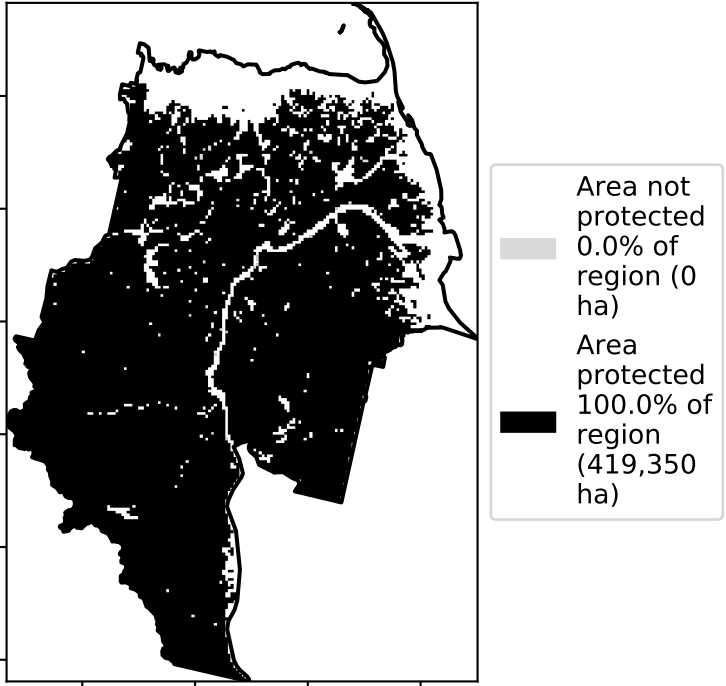 Area not
protected
0.0% of
region (0
ha)
Area
protected
100.0% of
region
(419,350
ha)